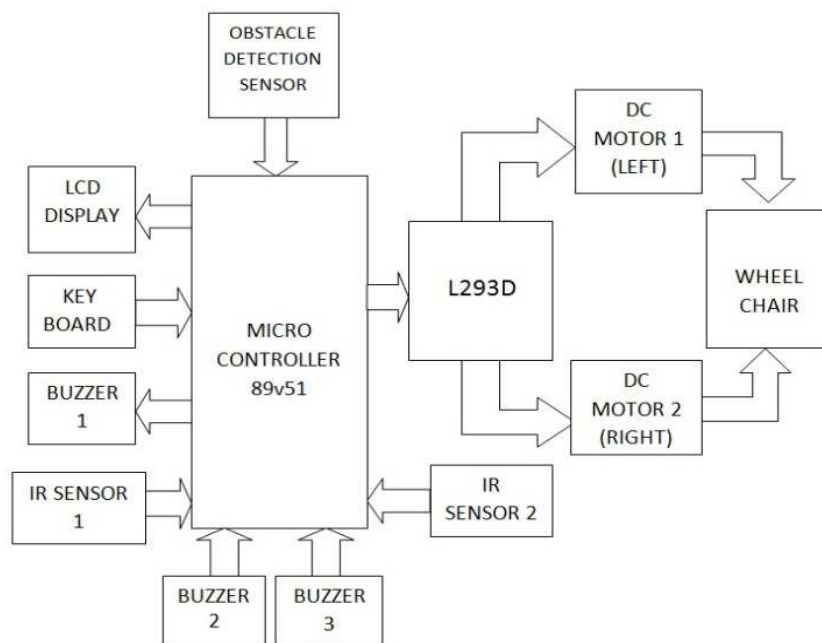 OBSTACLE
DETECTION
SENSOR
DC
MOTOR 1
(LEFT)
LCD
DISPLAY
L293D
WHEEL
CHAIR
KEY
BOARD
MICRO
CONTROLLER
89v51
BUZZER
1
DC
MOTOR 2
(RIGHT)
IR SENSOR
1
IR
SENSOR 2
BUZZER
2
BUZZER
3